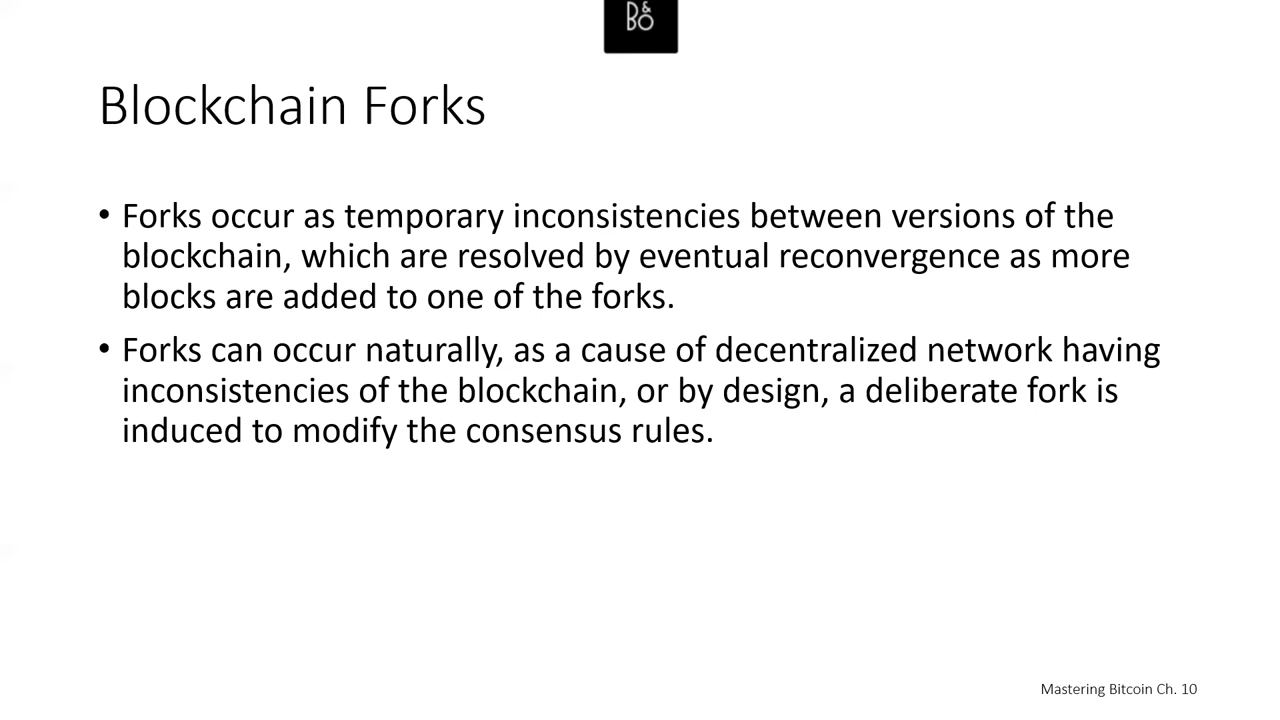 B&O
Blockchain Forks
• Forks occur as temporary inconsistencies between versions of the
blockchain, which are resolved by eventual reconvergence as more
blocks are added to one of the forks.
• Forks can occur naturally, as a cause of decentralized network having
inconsistencies of the blockchain, or by design, a deliberate fork is
induced to modify the consensus rules.
Mastering Bitcoin Ch. 10